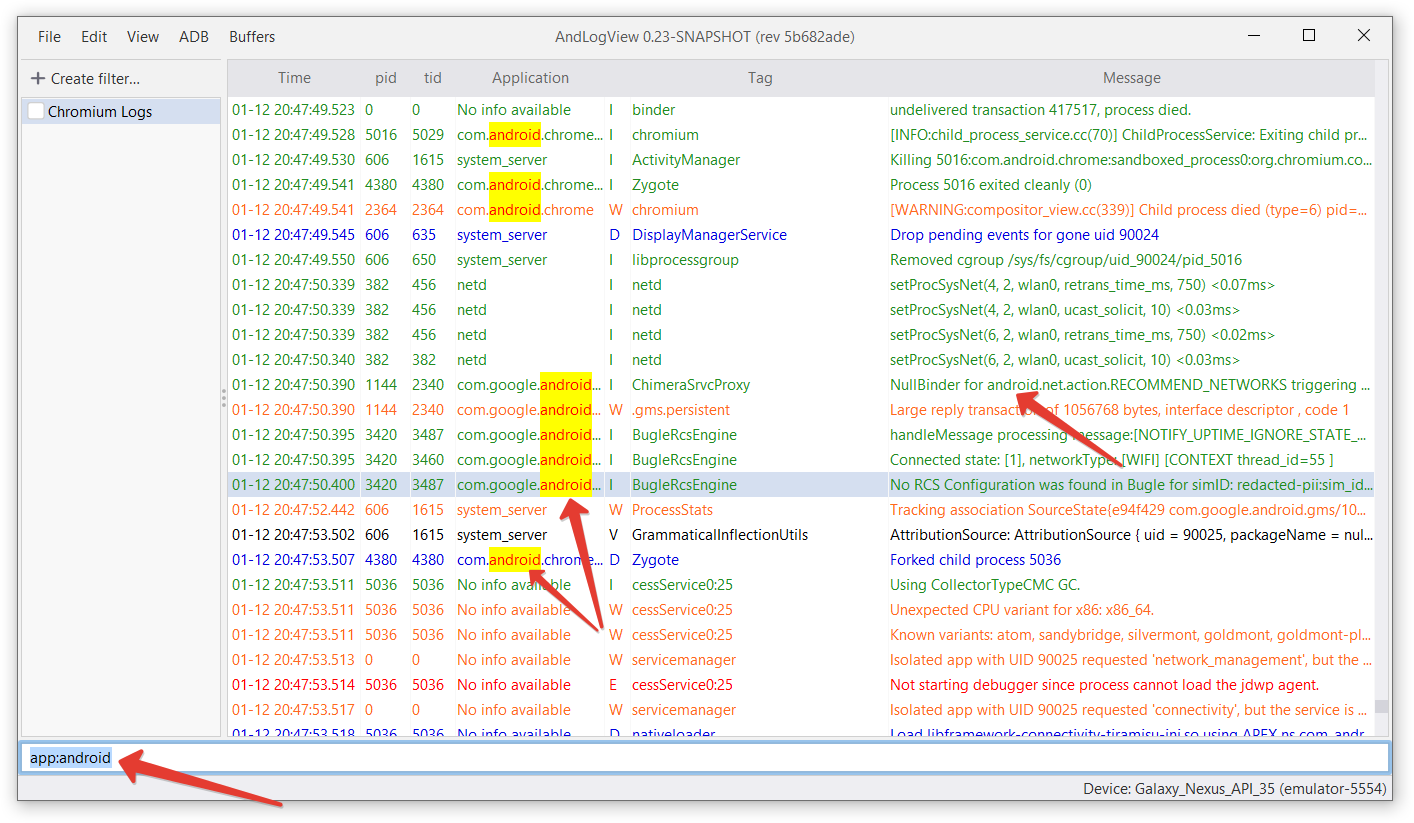 File Edit View ADB Buffers AndLogView 0.23-SNAPSHOT (rev 5b682ade)
Create filter...
Chromium Logs
Time pid tid Application Tag Message
01-12 20:47:49.523 0 0 No info available I binder undelivered transaction 417517, process died.
01-12 20:47:49.528 5016 5029 com.android.chrome... I chromium [INFO:child_process_service.cc(70)] ChildProcessService: Exiting child pr...
01-12 20:47:49.530 606 1615 system_server I ActivityManager Killing 5016:com.android.chrome:sandboxed_process0:org.chromium.co...
01-12 20:47:49.541 4380 4380 com.android.chrome... I Zygote Process 5016 exited cleanly (0)
01-12 20:47:49.541 2364 2364 com.android.chrome W chromium [WARNING:compositor_view.cc(339)] Child process died (type=6) pid=...
01-12 20:47:49.545 606 635 system_server D DisplayManagerService Drop pending events for gone uid 90024
01-12 20:47:49.550 606 650 system_server I libprocessgroup Removed cgroup /sys/fs/cgroup/uid_90024/pid_5016
01-12 20:47:50.339 382 456 netd I netd setProcSysNet(4, 2, wlan0, retrans_time_ms, 750) <0.07ms>
01-12 20:47:50.339 382 456 netd I netd setProcSysNet(4, 2, wlan0, ucast_solicit, 10) <0.03ms>
01-12 20:47:50.339 382 456 netd I netd setProcSysNet(6, 2, wlan0, retrans_time_ms, 750) <0.02ms>
01-12 20:47:50.340 382 382 netd I netd setProcSysNet(6, 2, wlan0, ucast_solicit, 10) <0.03ms>
01-12 20:47:50.390 1144 2340 com.google.android... I ChimeraSrvcProxy NullBinder for android.net.action.RECOMMEND_NETWORKS triggering ...
01-12 20:47:50.390 1144 2340 com.google.android... W .gms.persistent Large reply transaction of 1056768 bytes, interface descriptor , code 1
01-12 20:47:50.395 3420 3487 com.google.android... I BugleRcsEngine handleMessage processing message:[NOTIFY_UPTIME_IGNORE_STATE_...
01-12 20:47:50.395 3420 3460 com.google.android... I BugleRcsEngine Connected state: [1], networkType: [WIFI] [CONTEXT thread_id=55 ]
01-12 20:47:50.400 3420 3487 com.google.android... I BugleRcsEngine No RCS Configuration was found in Bugle for simID: redacted-pii:sim_id...
01-12 20:47:52.442 606 1615 system_server W ProcessStats Tracking association SourceState{e94f429 com.google.android.gms/10...
01-12 20:47:53.502 606 1615 system_server V GrammaticalInflectionUtils AttributionSource: AttributionSource { uid = 90025, packageName = nul...
01-12 20:47:53.507 4380 4380 com.android.chrome... D Zygote Forked child process 5036
01-12 20:47:53.511 5036 5036 No info available I cessService0:25 Using CollectorTypeCMC GC.
01-12 20:47:53.511 5036 5036 No info available W cessService0:25 Unexpected CPU variant for x86: x86_64.
01-12 20:47:53.511 5036 5036 No info available W cessService0:25 Known variants: atom, sandybridge, silvermont, goldmont, goldmont-pl...
01-12 20:47:53.513 0 0 No info available W servicemanager Isolated app with UID 90025 requested 'network_management', but the ...
01-12 20:47:53.514 5036 5036 No info available E cessService0:25 Not starting debugger since process cannot load the jdwp agent.
01-12 20:47:53.517 0 0 No info available W servicemanager Isolated app with UID 90025 requested 'connectivity', but the service is ...
01-12 20:47:53.518 5036 5036 No info available D nativeloader Load libframework-connectivity-tiramisu-jni.so using APEX ns com_andr...
app:android
Device: Galaxy_Nexus_API_35 (emulator-5554)